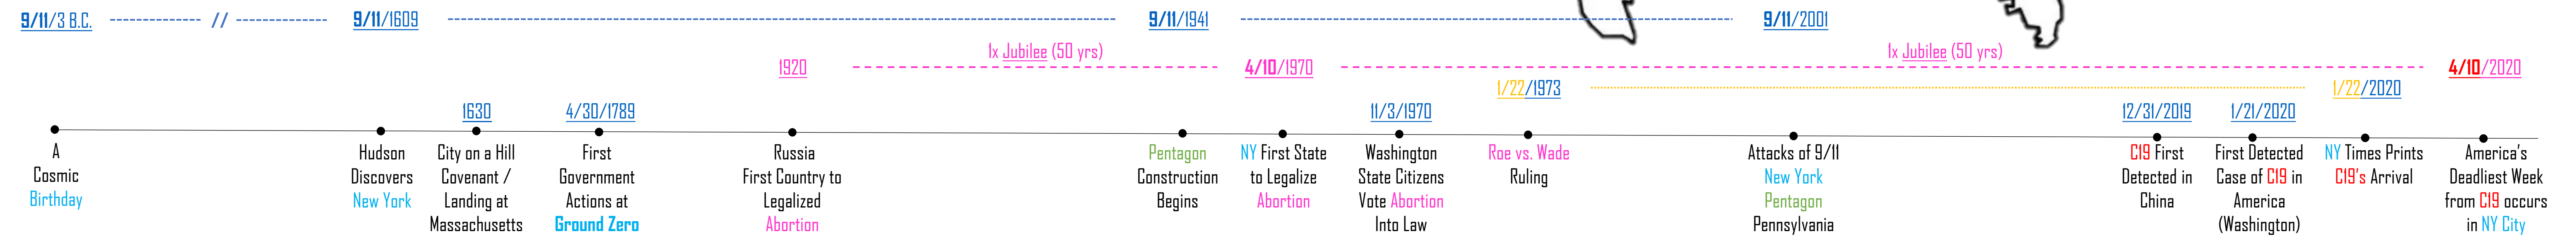 9/11/3 B.C.
//
9/11/1609
9/11/1941
9/11/2001
1920
1x Jubilee (50 yrs)
4/10/1970
1x Jubilee (50 yrs)
4/10/2020
1/22/1973
1/22/2020
1630
4/30/1789
11/3/1970
12/31/2019
1/21/2020
A
Cosmic
Birthday
Hudson
Discovers
New York
City on a Hill
Covenant /
Landing at
Massachusetts
First
Government
Actions at
Ground Zero
Russia
First Country to
Legalized
Abortion
Pentagon
Construction
Begins
NY First State
to Legalize
Abortion
Washington
State Citizens
Vote Abortion
Into Law
Roe vs. Wade
Ruling
Attacks of 9/11
New York
Pentagon
Pennsylvania
C19 First
Detected in
China
First Detected
Case of C19 in
America
(Washington)
NY Times Prints
C19's Arrival
America's
Deadliest Week
from C19 occurs
in NY City